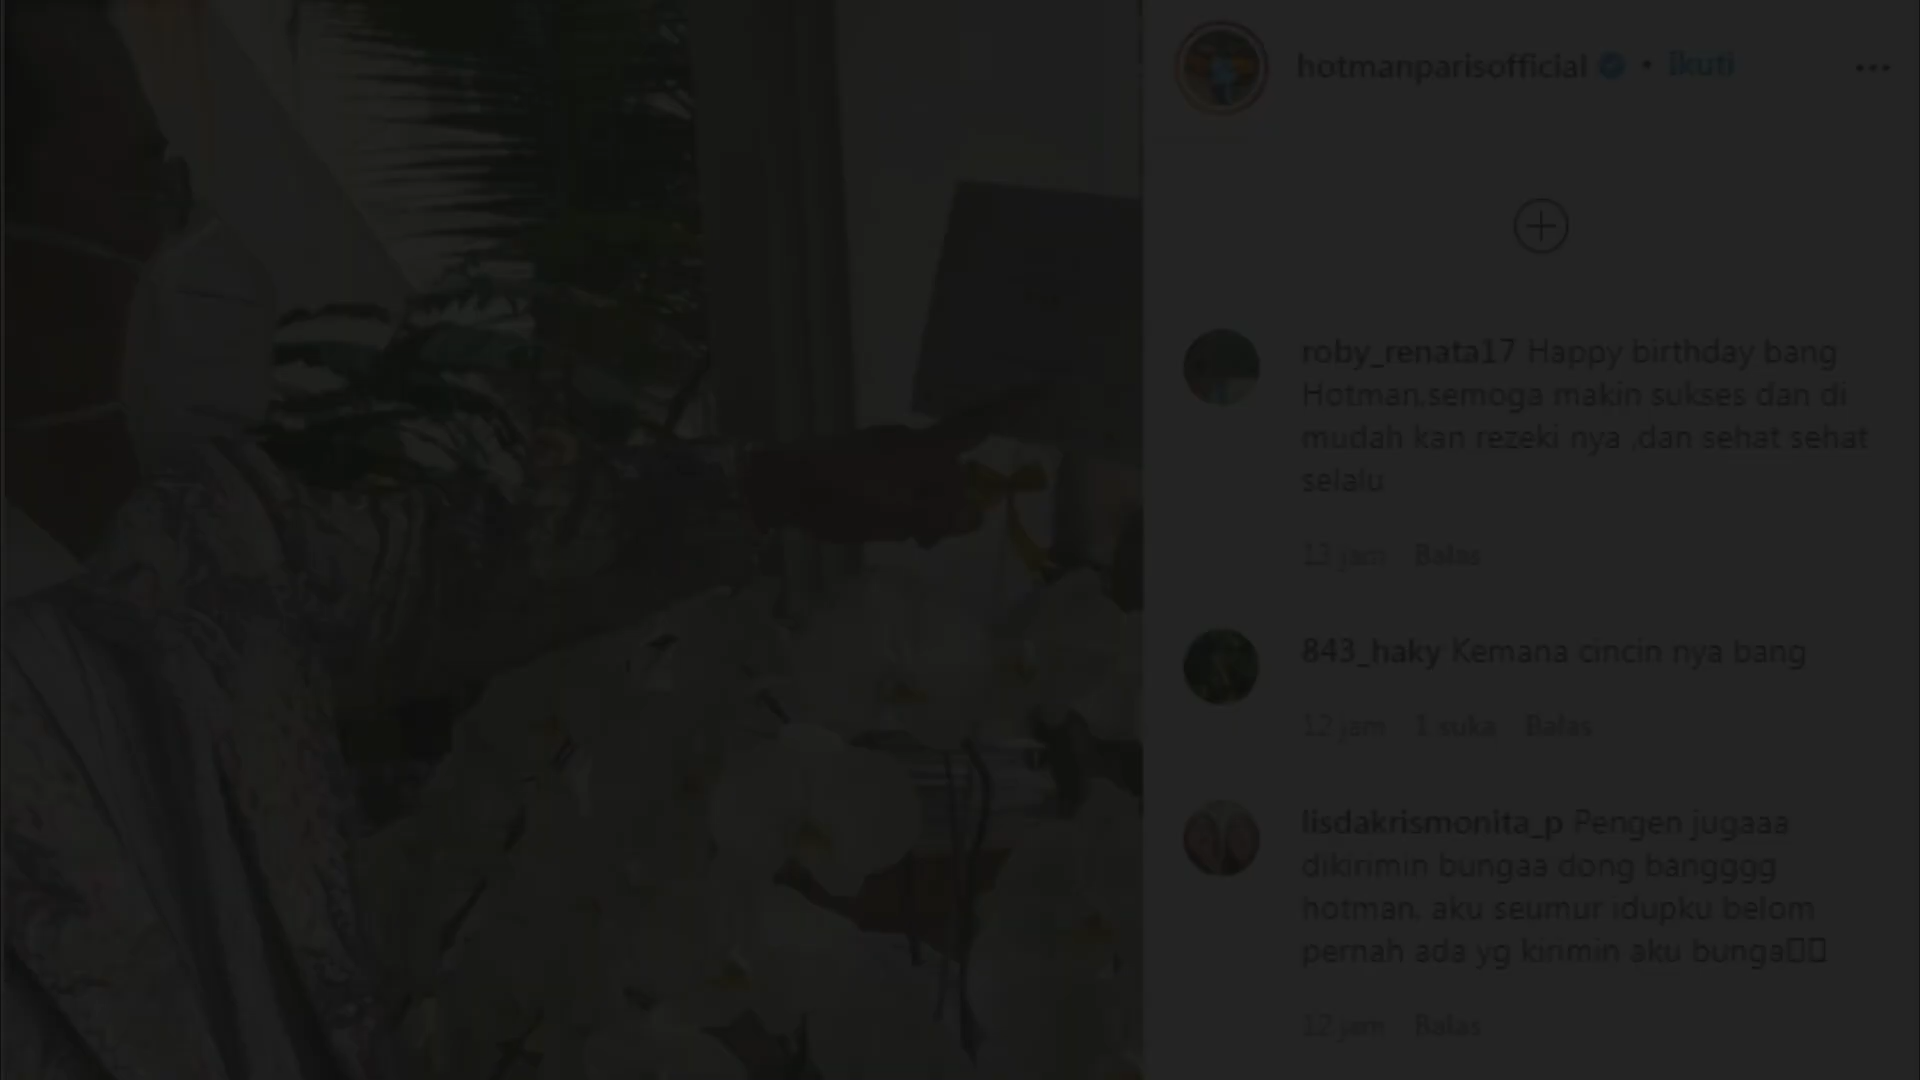 hotmanparisofficial • Ikuti
roby_renata17 Happy birthday bang
Hotman.semoga makin sukses dan di
mudah kan rezeki nya ,dan sehat sehat
selalu
13 jam Balas
843_haky Kemana cincin nya bang
12 jam 1 suka Balas
lisdakrismonita_p Pengen jugaaa
dikirimin bungaa dong bangggg
hotman. aku seumur idupku belom
pernah ada yg kirimin aku bunga
12 jam Balas